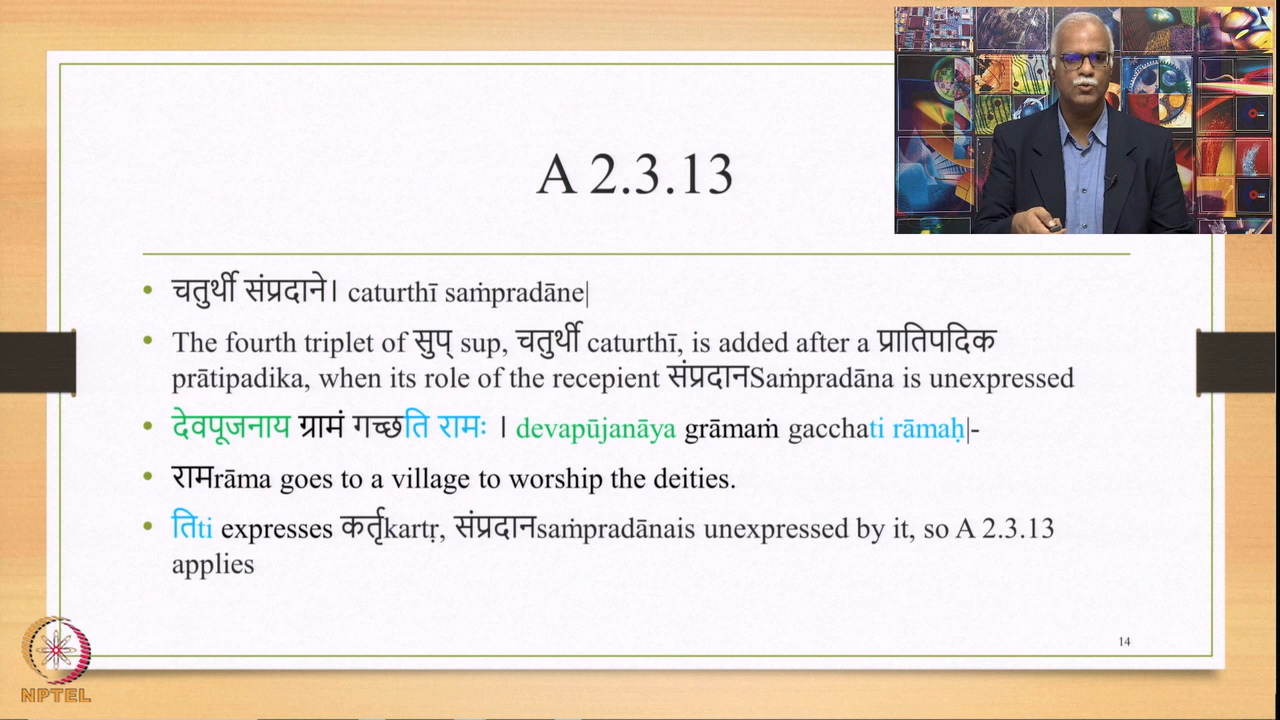 A 2.3.13
• चतुर्थी संप्रदाने। caturthī saṁpradāne|
• The fourth triplet of सुप् sup, चतुर्थी caturthī, is added after a प्रातिपदिक
prātipadika, when its role of the recepient संप्रदानSaṁpradāna is unexpressed
• देवपूजनाय ग्रामं गच्छति रामः । devapūjanāya grāmaṁ gacchati rāmaḥ|-
• रामrāma goes to a village to worship the deities.
• तिti expresses कर्तृkartṛ, संप्रदानsaṁpradānais unexpressed by it, so A 2.3.13
applies
14
NPTEL